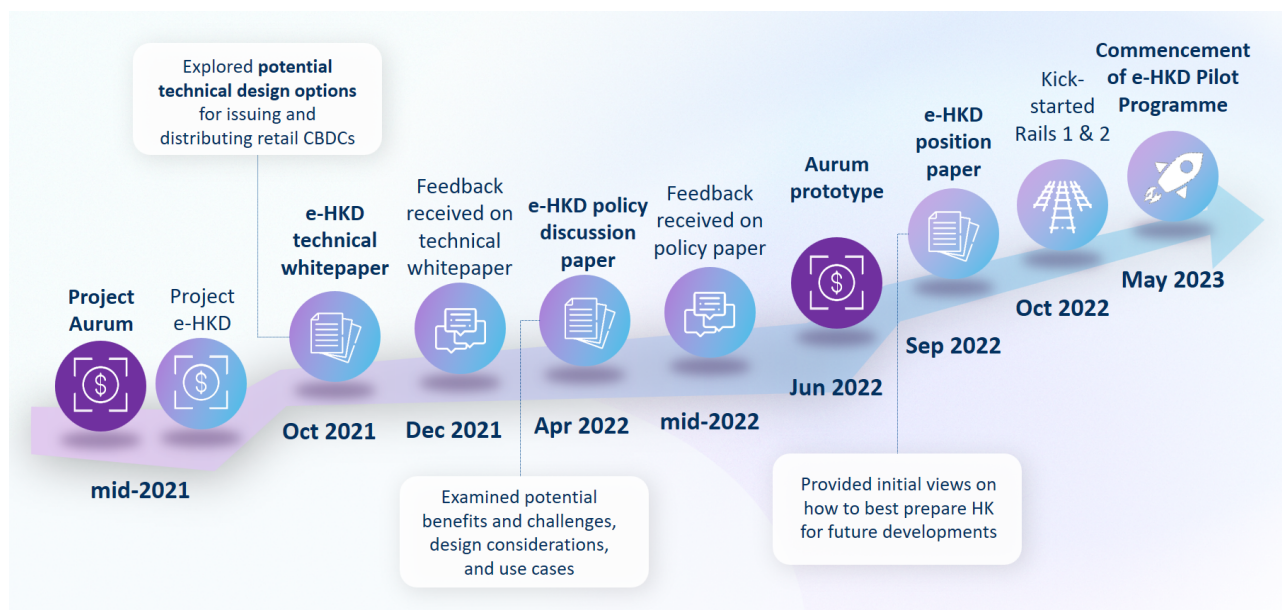 Project
Aurum
Project
e-HKD
mid-2021
Explored potential
technical design options
for issuing and
distributing retail CBDCs
e-HKD
technical
whitepaper
Oct 2021
Feedback
received on
technical
whitepaper
Dec 2021
e-HKD policy
discussion
paper
Apr 2022
Examined potential
benefits and challenges,
design considerations,
and use cases
Feedback
received on
policy paper
mid-2022
Aurum
prototype
Jun 2022
e-HKD
position
paper
Sep 2022
Provided initial views on
how to best prepare HK
for future developments
Kick-
started
Rails 1 & 2
Oct 2022
Commencement
of e-HKD Pilot
Programme
May 2023